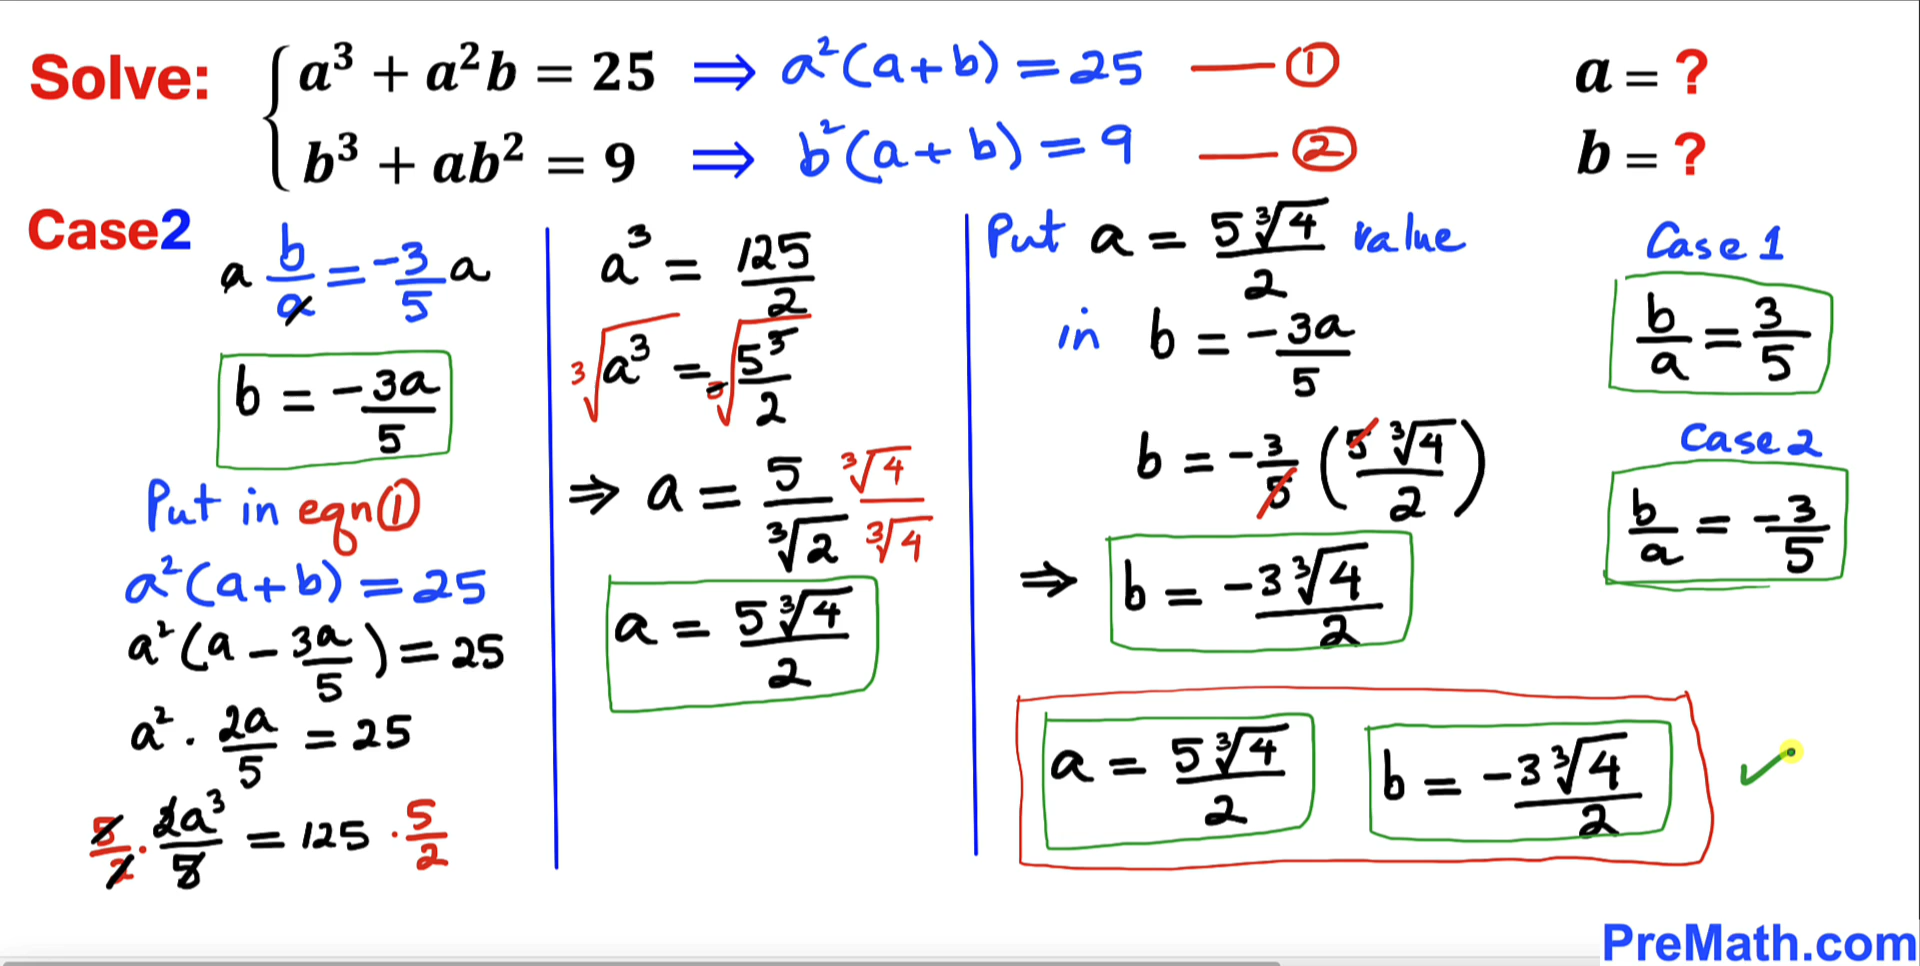 Solve: { a³ + a²b = 25 ⇒ a²(a+b) = 25 —— ①
b³ + ab² = 9 ⇒ b²(a+b) = 9 —— ②
a = ?
b = ?
Case2
a b/a = -3/5 a
b = -3a/5
Put in eqn①
a²(a+b) = 25
a²(a - 3a/5) = 25
a² · 2a/5 = 25
5/2 · 2a³/5 = 125 · 5/2
a³ = 125/2
∛a³ = ∛5³/2
⇒ a = 5/∛2 ∛4/∛4
a = 5∛4/2
Put a = 5∛4/2 value
in b = -3a/5
b = -3/5 (5∛4/2)
⇒ b = -3∛4/2
a = 5∛4/2 b = -3∛4/2 ✓
Case 1
b/a = 3/5
Case 2
b/a = -3/5
PreMath.com